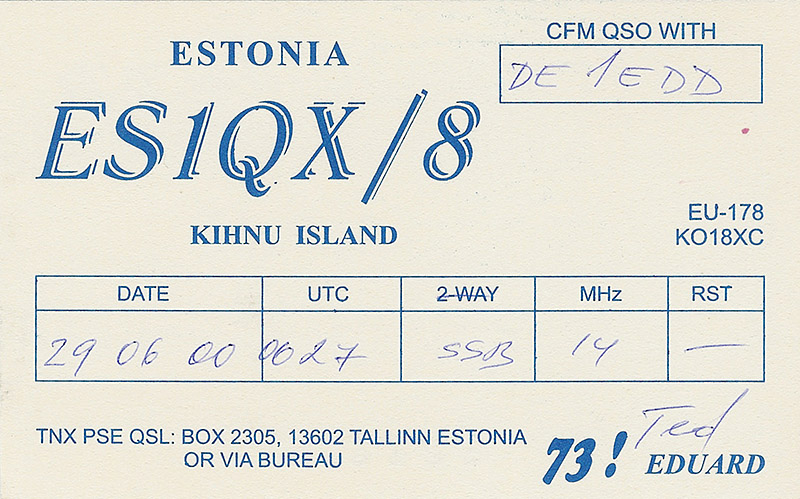 ESTONIA
CFM QSO WITH
DE 1 EDD
ES1QX/8
KIHNU ISLAND
EU-178
KO18XC
DATE UTC 2-WAY MHz RST
29 06 00 0027 SSB 14 —
TNX PSE QSL: BOX 2305, 13602 TALLINN ESTONIA
OR VIA BUREAU
73! Ted
EDUARD